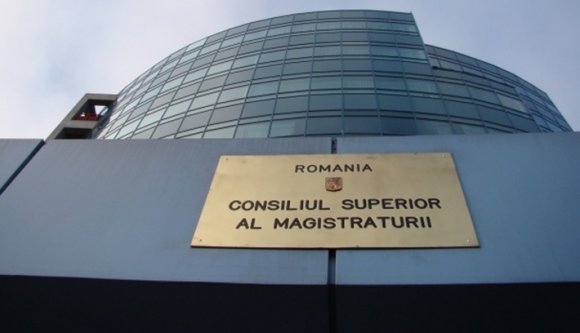 ROMANIA
CONSILIUL SUPERIOR
AL MAGISTRATURII